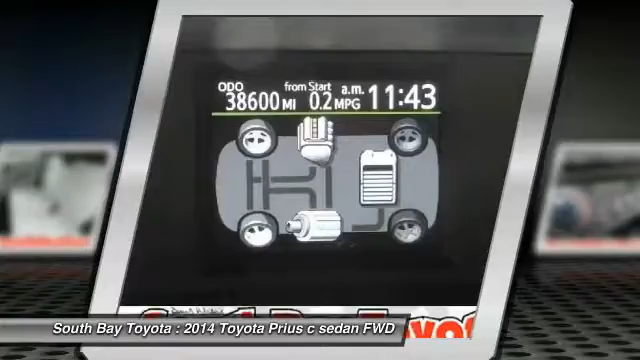 ODO from Start a.m.
38600 MI 0.2 MPG 11:43
South Bay Toyota : 2014 Toyota Prius c sedan FWD